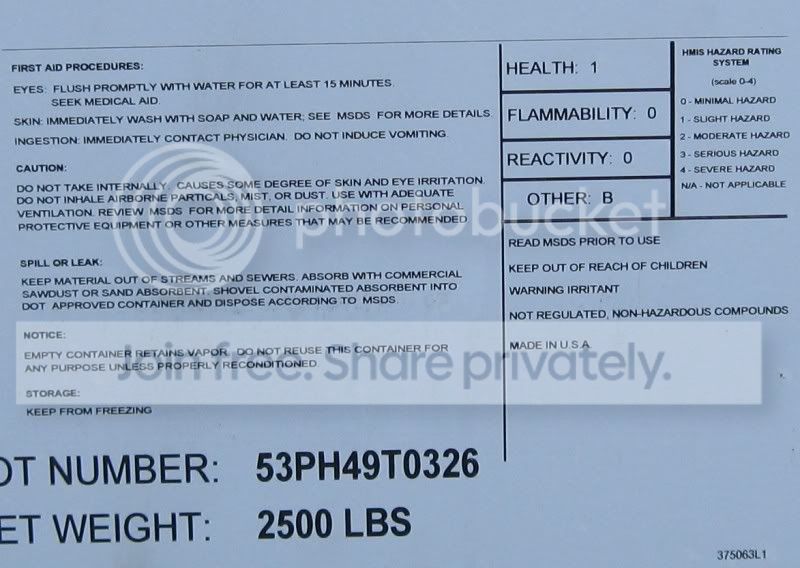 FIRST AID PROCEDURES:
EYES: FLUSH PROMPTLY WITH WATER FOR AT LEAST 15 MINUTES.
SEEK MEDICAL AID.
SKIN: IMMEDIATELY WASH WITH SOAP AND WATER; SEE MSDS FOR MORE DETAILS.
INGESTION: IMMEDIATELY CONTACT PHYSICIAN. DO NOT INDUCE VOMITING.
CAUTION:
DO NOT TAKE INTERNALLY. CAUSES SOME DEGREE OF SKIN AND EYE IRRITATION.
DO NOT INHALE AIRBORNE PARTICALS, MIST, OR DUST. USE WITH ADEQUATE
VENTILATION. REVIEW MSDS FOR MORE DETAIL INFORMATION ON PERSONAL
PROTECTIVE EQUIPMENT OR OTHER MEASURES THAT MAY BE RECOMMENDED.
SPILL OR LEAK:
KEEP MATERIAL OUT OF STREAMS AND SEWERS. ABSORB WITH COMMERCIAL
SAWDUST OR SAND ABSORBENT. SHOVEL CONTAMINATED ABSORBENT INTO
DOT APPROVED CONTAINER AND DISPOSE ACCORDING TO MSDS.
NOTICE:
EMPTY CONTAINER RETAINS VAPOR. DO NOT REUSE THIS CONTAINER FOR
ANY PURPOSE UNLESS PROPERLY RECONDITIONED.
STORAGE:
KEEP FROM FREEZING
HEALTH: 1
FLAMMABILITY: 0
REACTIVITY: 0
OTHER: B
HMIS HAZARD RATING
SYSTEM
(scale 0-4)
0 - MINIMAL HAZARD
1 - SLIGHT HAZARD
2 - MODERATE HAZARD
3 - SERIOUS HAZARD
4 - SEVERE HAZARD
N/A - NOT APPLICABLE
READ MSDS PRIOR TO USE
KEEP OUT OF REACH OF CHILDREN
WARNING IRRITANT
NOT REGULATED, NON-HAZARDOUS COMPOUNDS
MADE IN U.S.A.
OT NUMBER: 53PH49T0326
ET WEIGHT: 2500 LBS
375063L1
photobucket
Join free. Share privately.